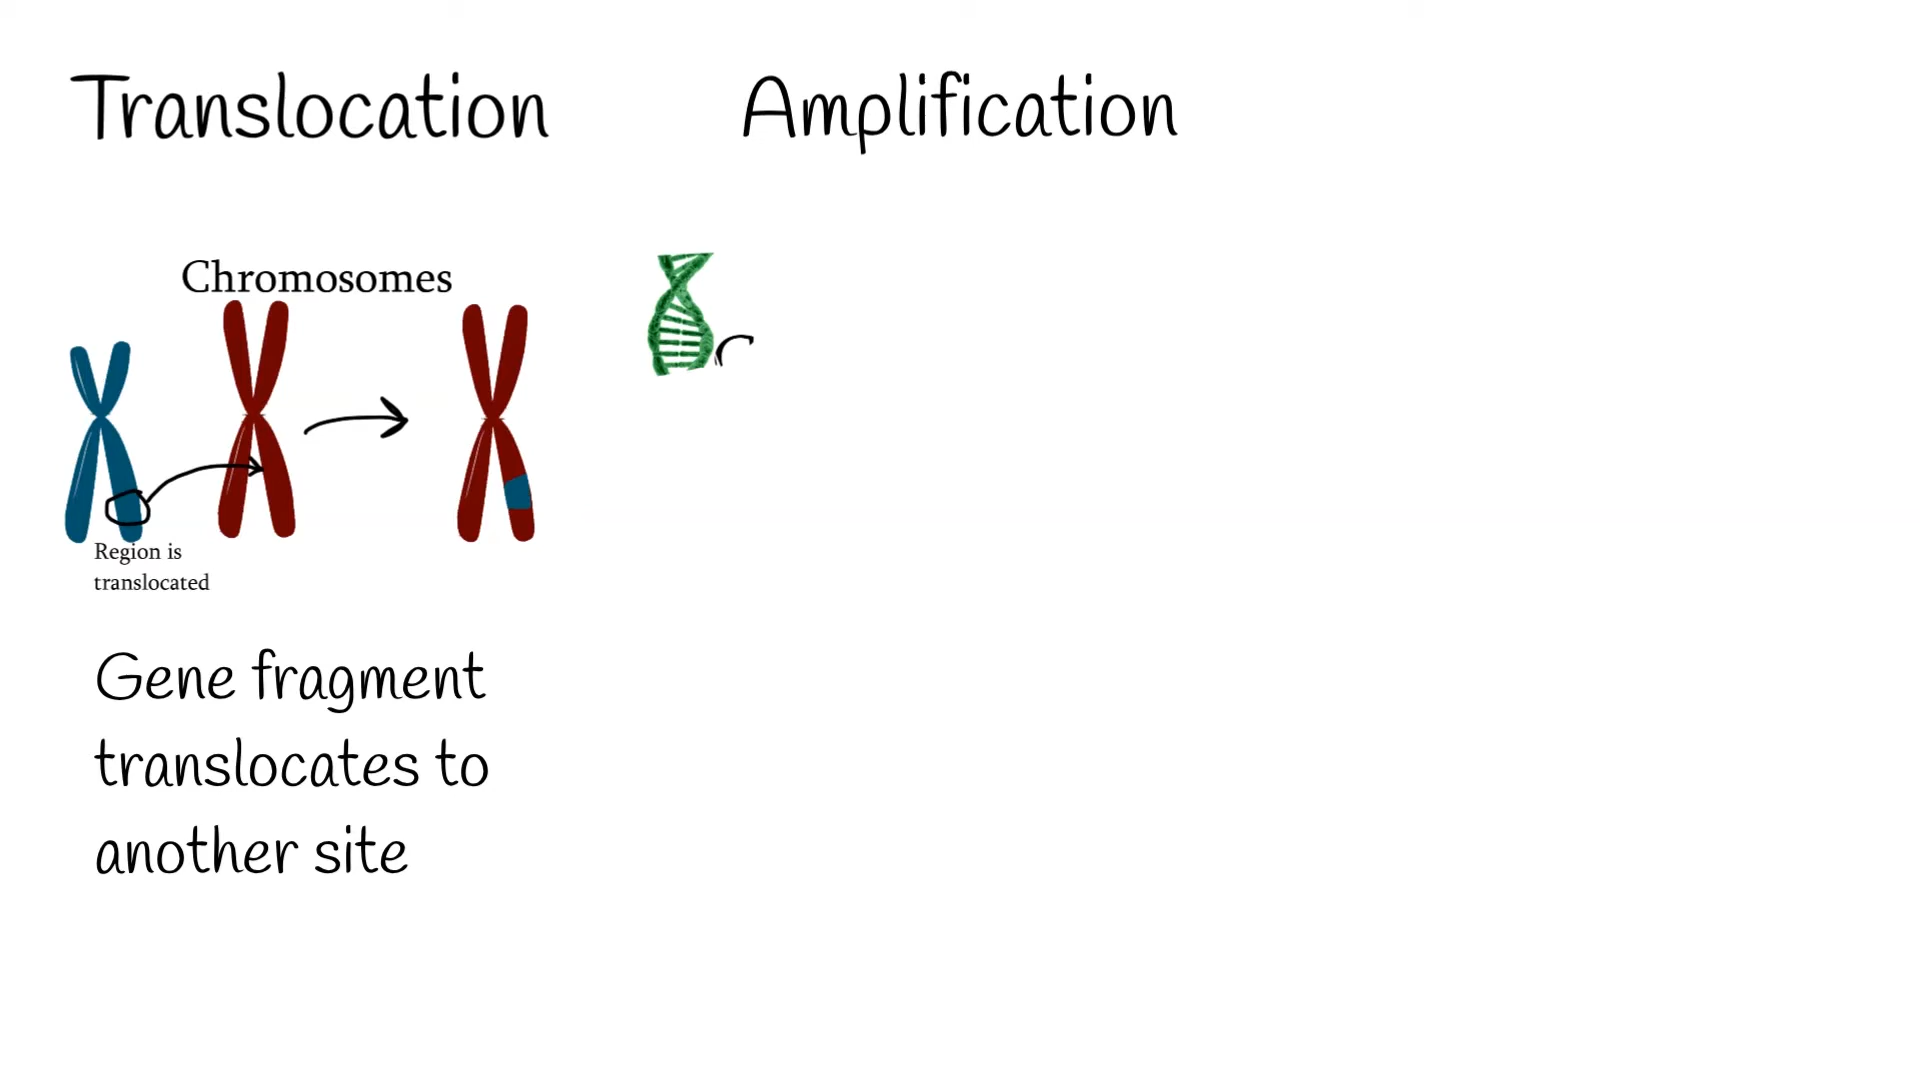 Translocation
Amplification
Chromosomes
Region is
translocated
Gene fragment
translocates to
another site